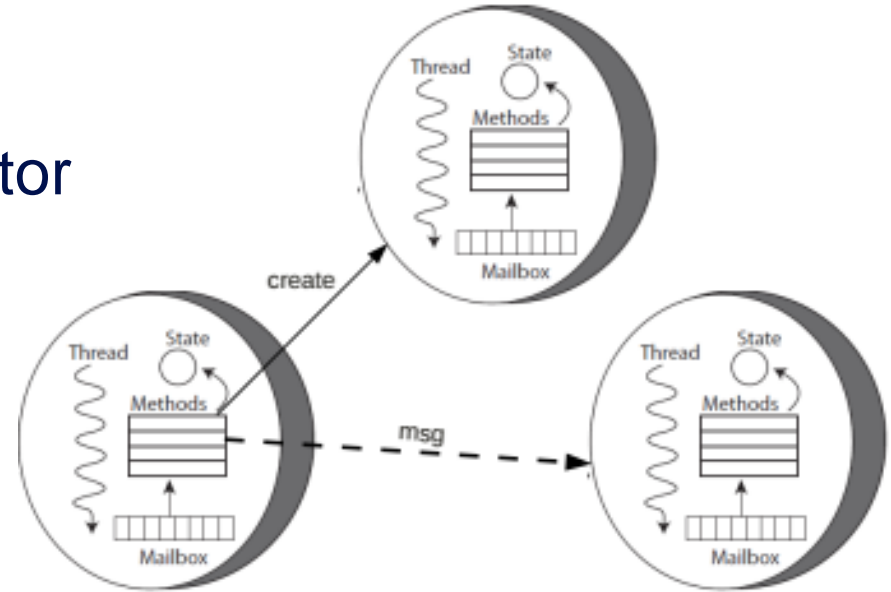 State
Thread
Methods
tor
Mailbox
create
State
Thread
Methods
msg
Mailbox
State
Thread
Methods
Mailbox